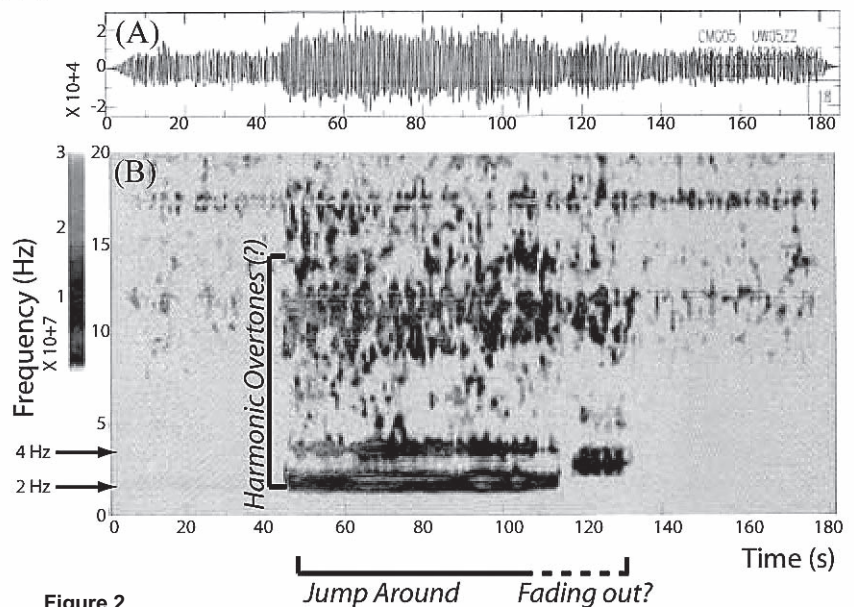 (A)
CMG05 UW05Z2
X 10+4
2
0
-2
0 20 40 60 80 100 120 140 160 180
(B)
3
2
1
X 10+7
Frequency (Hz)
20
15
10
5
0
4 Hz
2 Hz
Harmonic Overtones (?)
0 20 40 60 80 100 120 140 160 180
Time (s)
Jump Around Fading out?
Figure 2